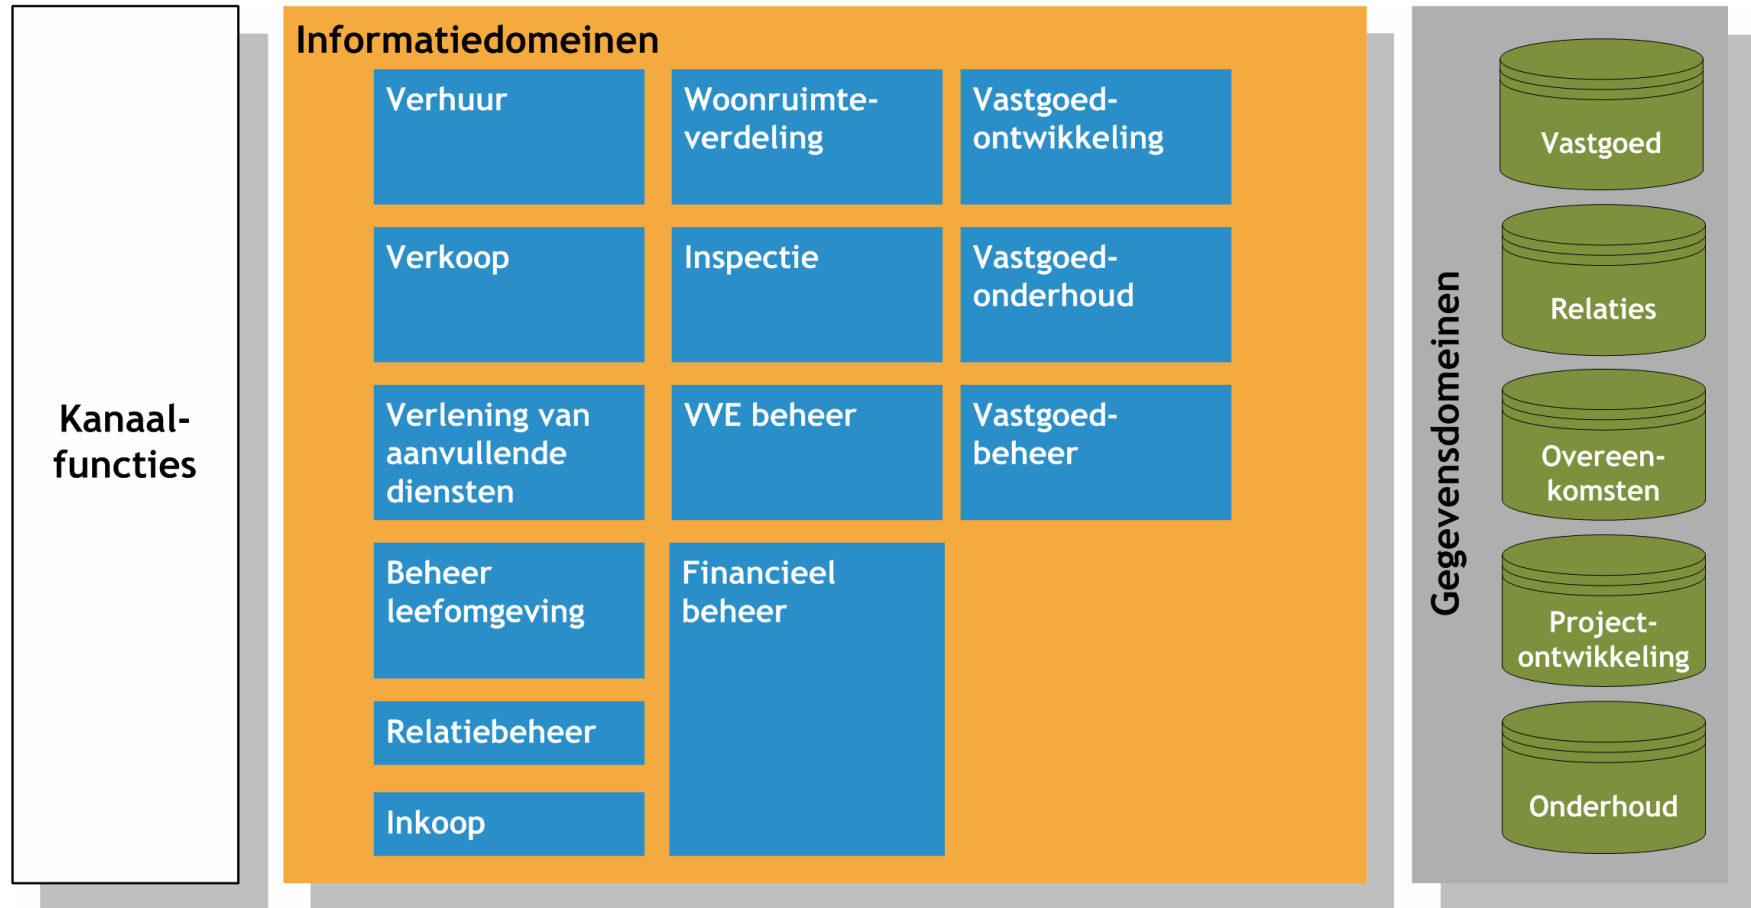 Kanaal-
functies
Informatiedomeinen
Verhuur
Woonruimte-
verdeling
Vastgoed-
ontwikkeling
Verkoop
Inspectie
Vastgoed-
onderhoud
Verlening van
aanvullende
diensten
VVE beheer
Vastgoed-
beheer
Beheer
leefomgeving
Financieel
beheer
Relatiebeheer
Inkoop
Gegevensdomeinen
Vastgoed
Relaties
Overeen-
komsten
Project-
ontwikkeling
Onderhoud